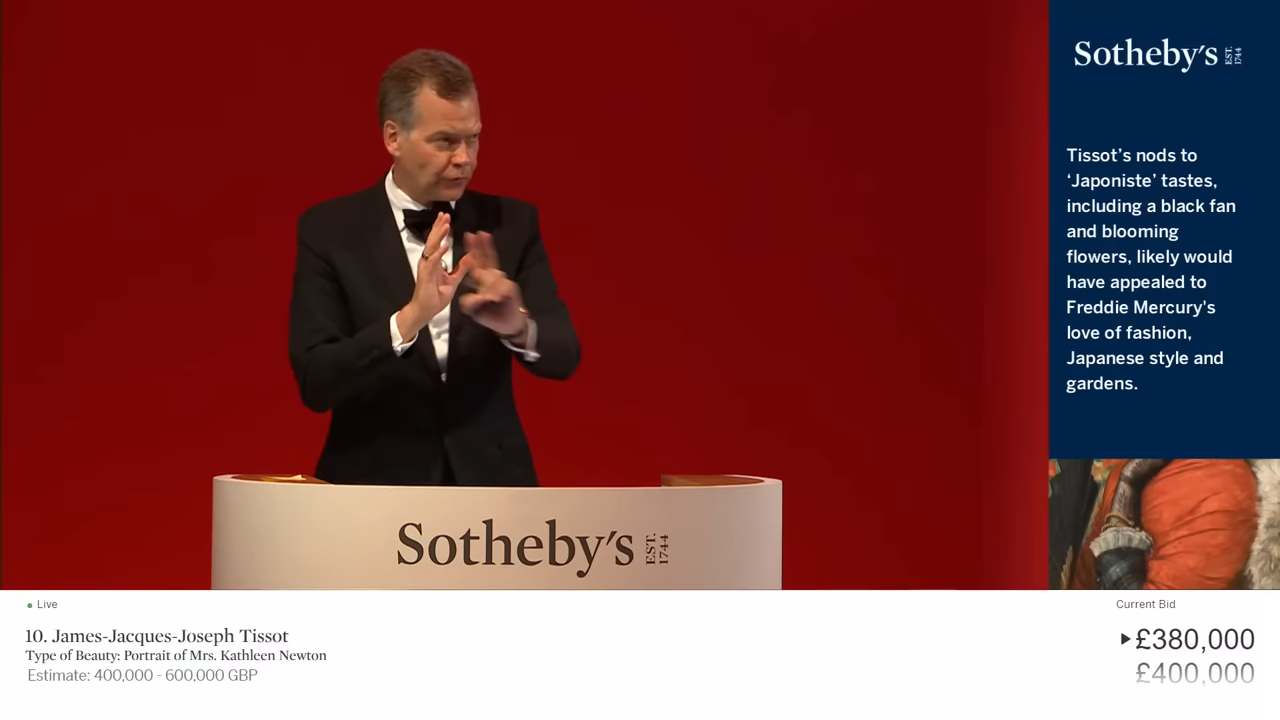 Sotheby's EST. 1744
Tissot's nods to
‘Japoniste’ tastes,
including a black fan
and blooming
flowers, likely would
have appealed to
Freddie Mercury's
love of fashion,
Japanese style and
gardens.
Sotheby's EST. 1744
Live
10. James-Jacques-Joseph Tissot
Type of Beauty: Portrait of Mrs. Kathleen Newton
Estimate: 400,000 - 600,000 GBP
Current Bid
£380,000
£400,000